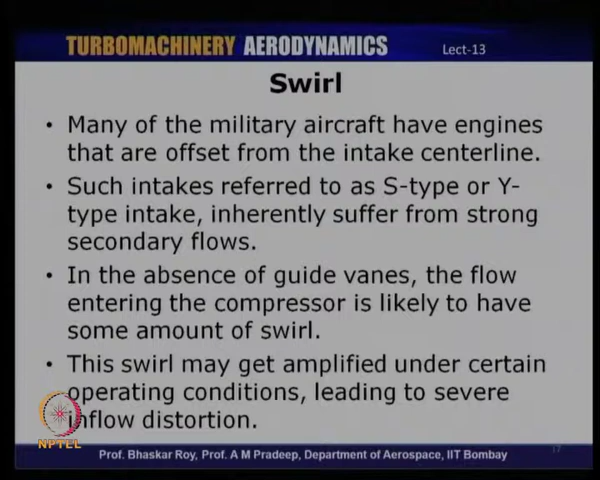 TURBOMACHINERY AERODYNAMICS Lect-13
Swirl
• Many of the military aircraft have engines
that are offset from the intake centerline.
• Such intakes referred to as S-type or Y-
type intake, inherently suffer from strong
secondary flows.
• In the absence of guide vanes, the flow
entering the compressor is likely to have
some amount of swirl.
• This swirl may get amplified under certain
operating conditions, leading to severe
inflow distortion.
NPTEL
Prof. Bhaskar Roy, Prof. A M Pradeep, Department of Aerospace, IIT Bombay
17